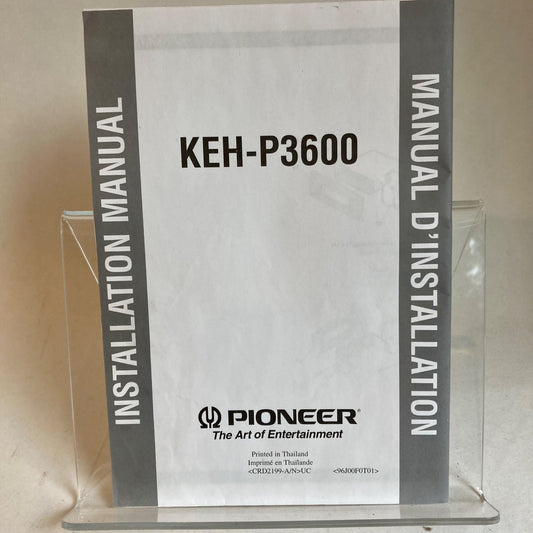 INSTALLATION MANUAL
MANUAL D'INSTALLATION
KEH-P3600
PIONEER®
The Art of Entertainment
Printed in Thailand
Imprimé en Thaïlande
<CRD2199-A/N>UC <96J00F0T01>